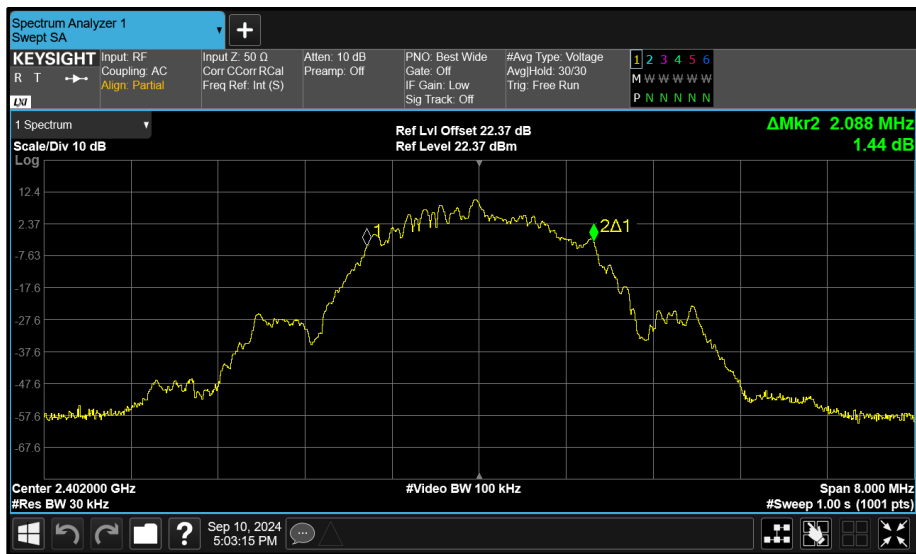 Spectrum Analyzer 1
Swept SA
KEYSIGHT
R T
LXI
Input: RF
Coupling: AC
Align: Partial
Input Z: 50 Ω
Corr CCorr RCal
Freq Ref: Int (S)
Atten: 10 dB
Preamp: Off
PNO: Best Wide
Gate: Off
IF Gain: Low
Sig Track: Off
#Avg Type: Voltage
Avg|Hold: 30/30
Trig: Free Run
1 2 3 4 5 6
M W W W W W
P N N N N N
1 Spectrum
Scale/Div 10 dB
Ref Lvl Offset 22.37 dB
Ref Level 22.37 dBm
ΔMkr2 2.088 MHz
1.44 dB
Log
12.4
2.37
-7.63
-17.6
-27.6
-37.6
-47.6
-57.6
-67.6
1
2Δ1
Center 2.402000 GHz
#Video BW 100 kHz
Span 8.000 MHz
#Res BW 30 kHz
#Sweep 1.00 s (1001 pts)
?
Sep 10, 2024
5:03:15 PM